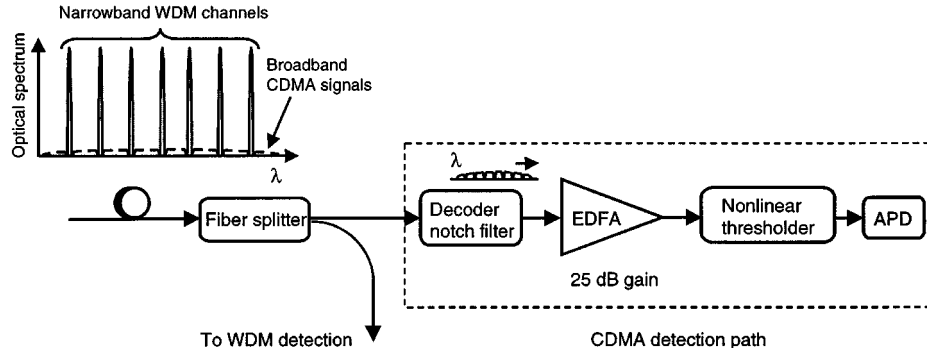 Narrowband WDM channels
Optical spectrum
Broadband
CDMA signals
λ
λ
Fiber splitter
Decoder
notch filter
EDFA
Nonlinear
thresholder
APD
25 dB gain
To WDM detection
CDMA detection path